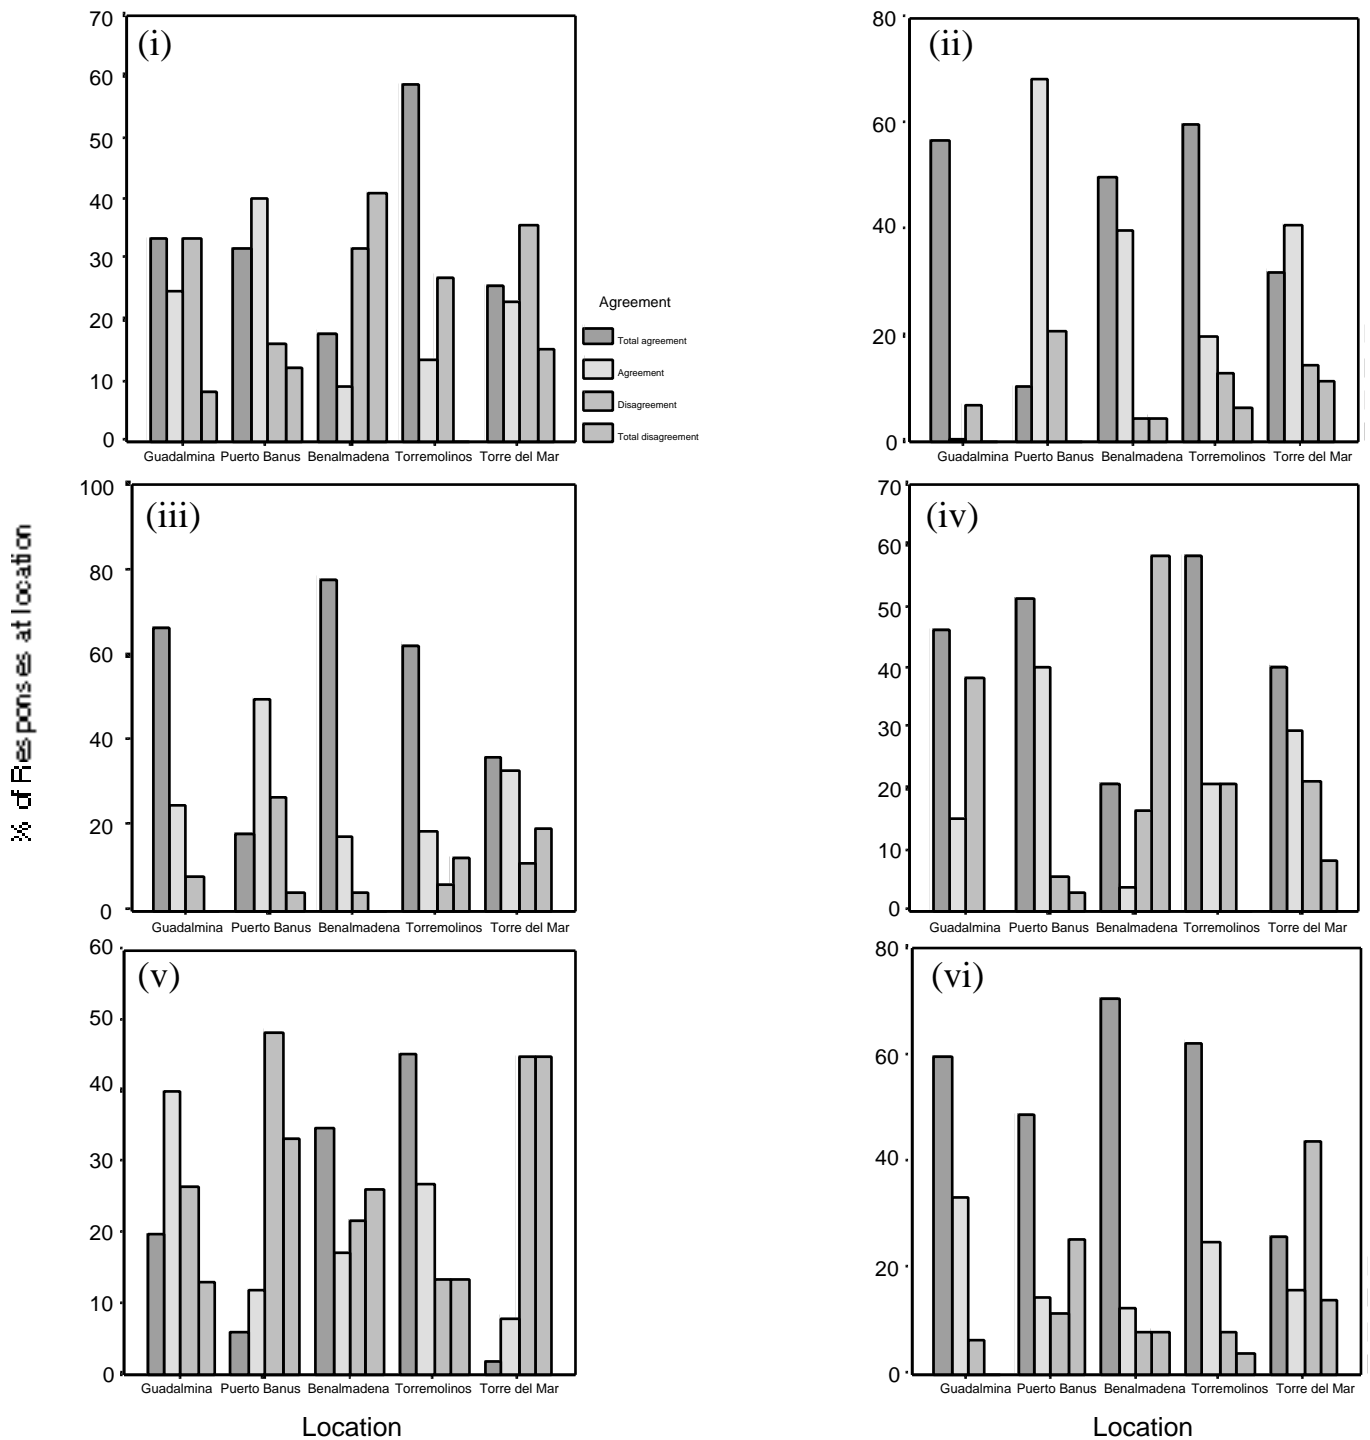 70
60
50
40
30
20
10
0
(i)
Guadalmina Puerto Banus Benalmadena Torremolinos Torre del Mar
Agreement
Total agreement
Agreement
Disagreement
Total disagreement
80
60
40
20
0
(ii)
Guadalmina Puerto Banus Benalmadena Torremolinos Torre del Mar
% of Responses at location
100
80
60
40
20
0
(iii)
Guadalmina Puerto Banus Benalmadena Torremolinos Torre del Mar
70
60
50
40
30
20
10
0
(iv)
Guadalmina Puerto Banus Benalmadena Torremolinos Torre del Mar
60
50
40
30
20
10
0
(v)
Guadalmina Puerto Banus Benalmadena Torremolinos Torre del Mar
Location
80
60
40
20
0
(vi)
Guadalmina Puerto Banus Benalmadena Torremolinos Torre del Mar
Location